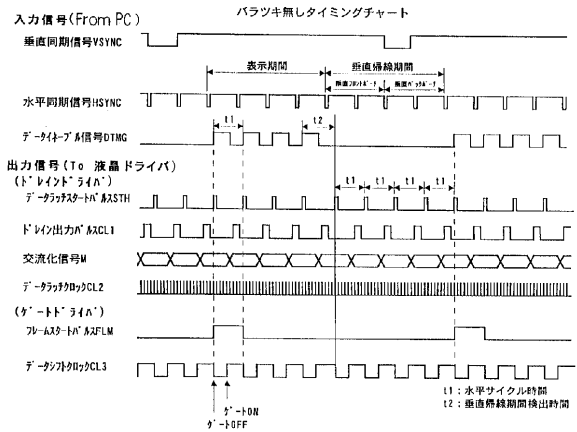 バラツキ無しタイミングチャート
入力信号(From PC)
垂直同期信号VSYNC
表示期間
垂直帰線期間
垂直フロントポーチ
垂直バックポーチ
水平同期信号HSYNC
t1
t2
データイネーブル信号DTMG
出力信号(To 液晶ドライバ)
(ドレインドライバ)
t1
t1
t1
t1
データラッチスタートパルスSTH
ドレイン出力パルスCL1
交流化信号M
データラッチクロックCL2
(ゲートドライバ)
フレームスタートパルスFLM
データシフトクロックCL3
t1:水平サイクル時間
t2:垂直帰線期間検出時間
ゲートON
ゲートOFF